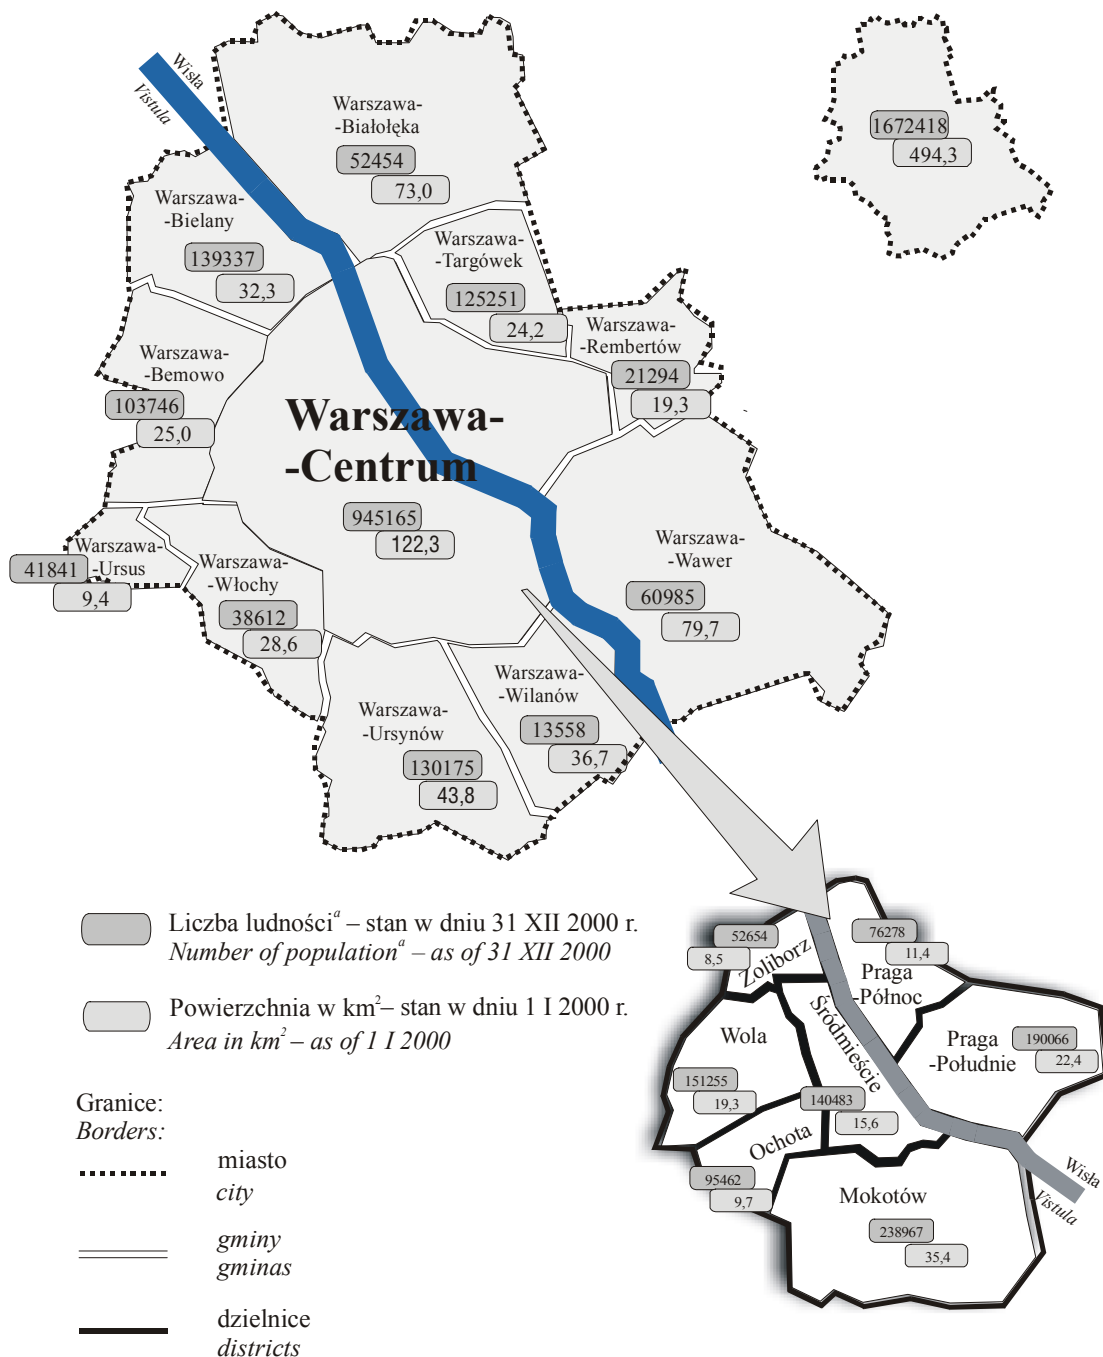 Wisła
Vistula
Warszawa-
-Białołęka
52454
73,0
1672418
494,3
Warszawa-
-Bielany
139337
32,3
Warszawa-
-Targówek
125251
24,2
Warszawa-
-Rembertów
21294
19,3
Warszawa-
-Bemowo
103746
25,0
Warszawa-
-Centrum
945165
122,3
Warszawa-
-Ursus
41841
9,4
Warszawa-
-Włochy
38612
28,6
Warszawa-
-Wawer
60985
79,7
Warszawa-
-Wilanów
13558
36,7
Warszawa-
-Ursynów
130175
43,8
Liczba ludnościᵃ – stan w dniu 31 XII 2000 r.
Number of populationᵃ – as of 31 XII 2000
Powierzchnia w km²– stan w dniu 1 I 2000 r.
Area in km² – as of 1 I 2000
Granice:
Borders:
miasto
city
gminy
gminas
dzielnice
districts
52654
8,5
Żoliborz
76278
11,4
Praga
-Północ
Wola
151255
19,3
Śródmieście
140483
15,6
Praga
-Południe
190066
22,4
Ochota
95462
9,7
Mokotów
238967
35,4
Wisła
Vistula